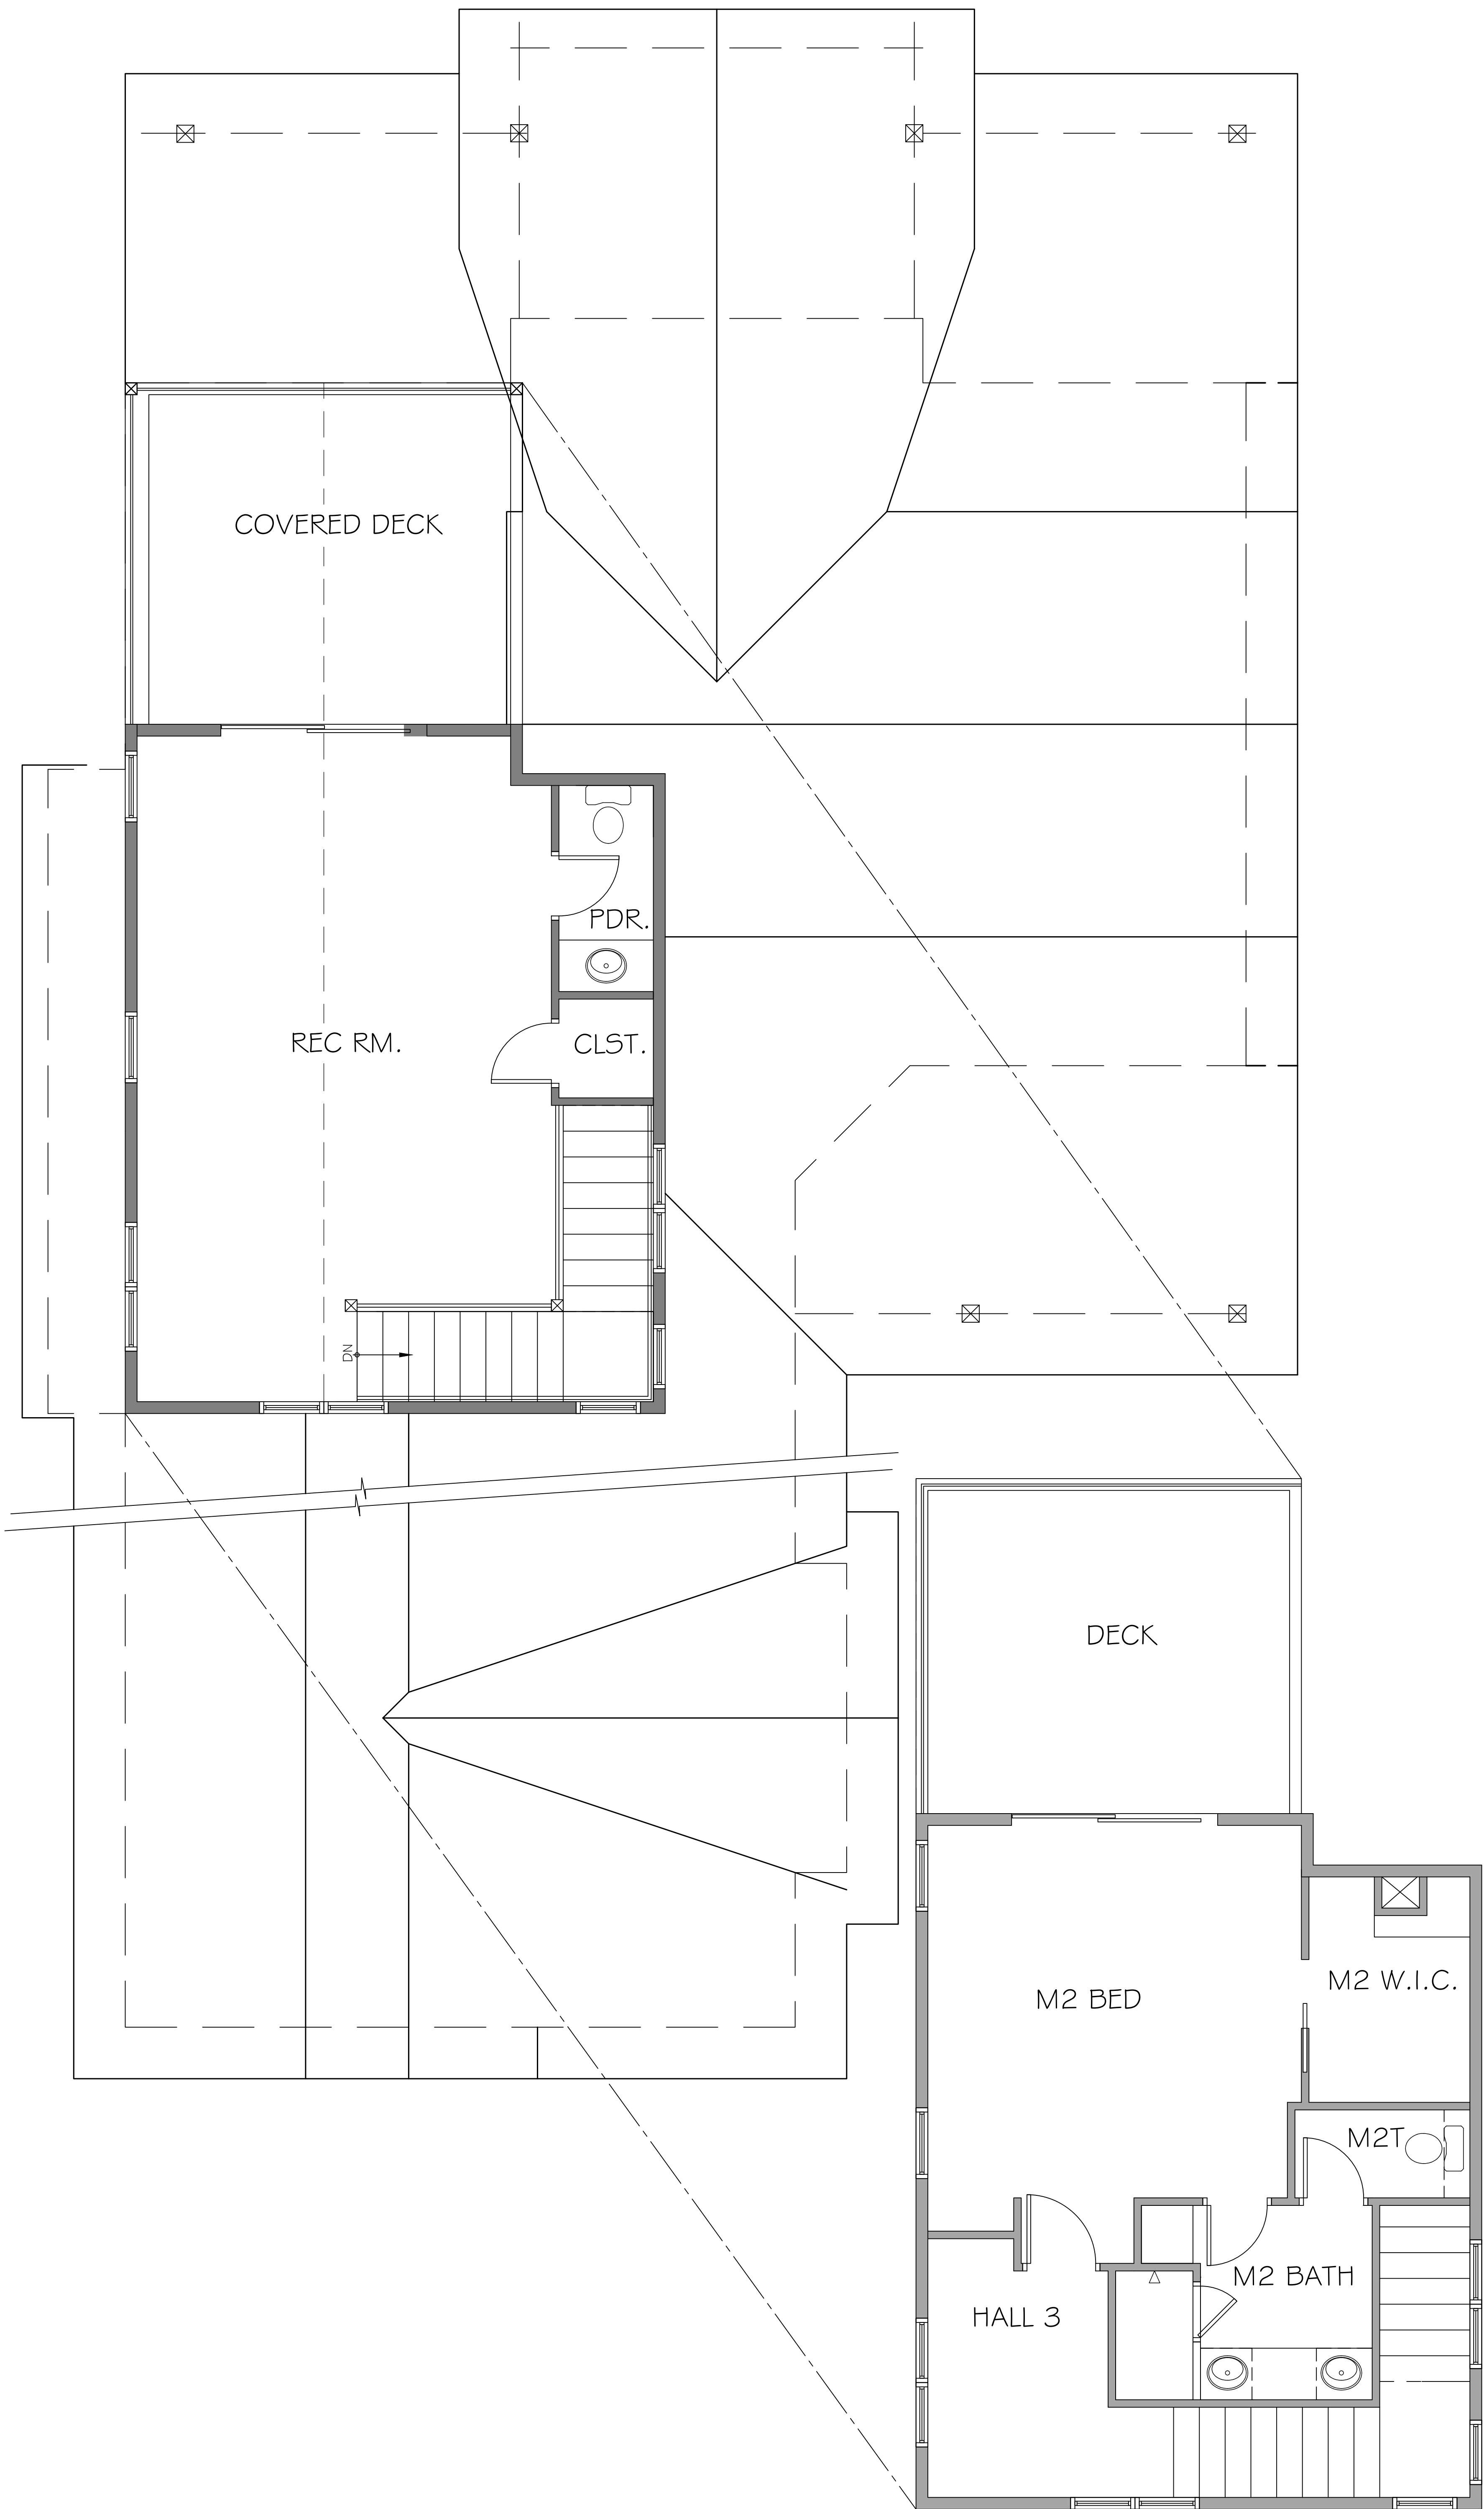 COVERED DECK
PDR.
REC RM.
CLST.
DN
DECK
M2 BED
M2 W.I.C.
M2T
M2 BATH
HALL 3